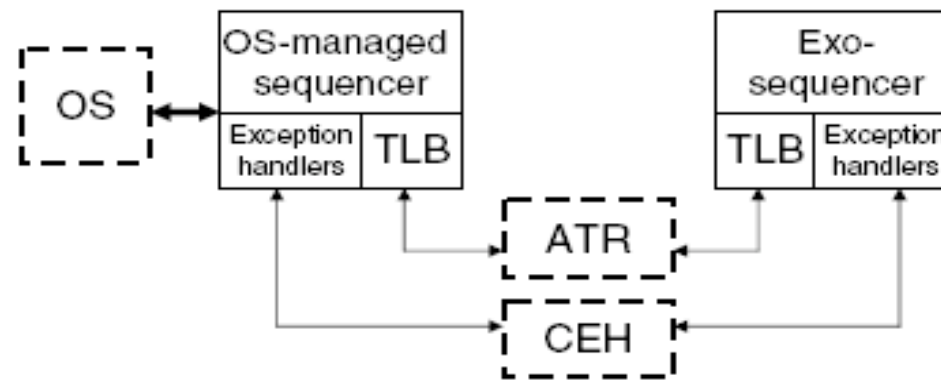 OS
OS-managed
sequencer
Exception
handlers
TLB
Exo-
sequencer
TLB
Exception
handlers
ATR
CEH